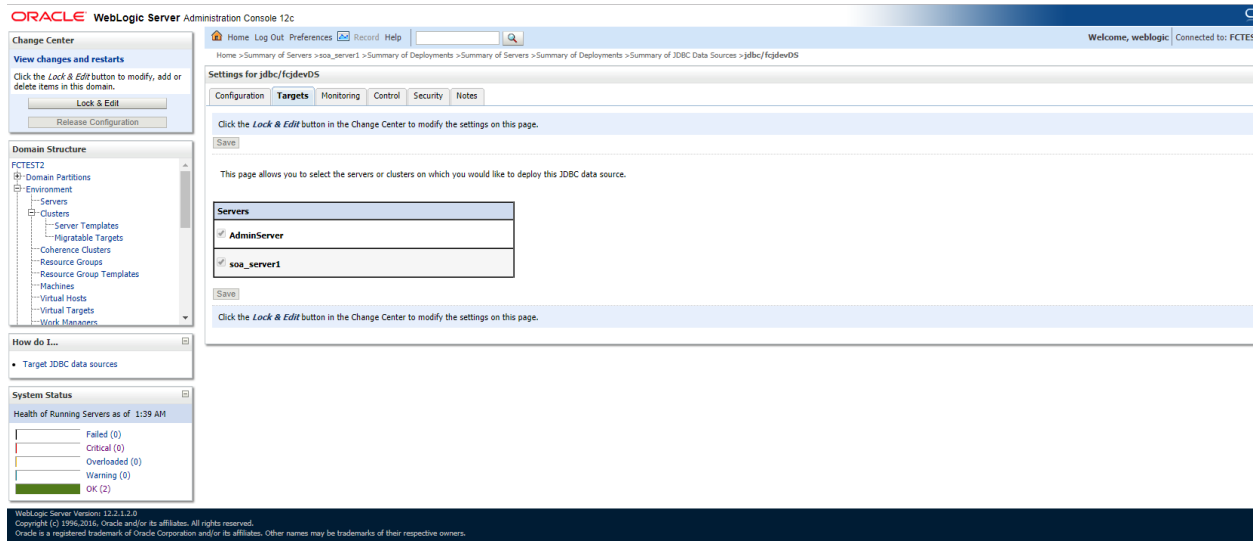 ORACLE WebLogic Server Administration Console 12c
Change Center
View changes and restarts
Click the Lock & Edit button to modify, add or
delete items in this domain.
Lock & Edit
Release Configuration
Domain Structure
FCTEST2
Domain Partitions
Environment
Servers
Clusters
Server Templates
Migratable Targets
Coherence Clusters
Resource Groups
Resource Group Templates
Machines
Virtual Hosts
Virtual Targets
Work Managers
How do I...
Target JDBC data sources
System Status
Health of Running Servers as of 1:39 AM
Failed (0)
Critical (0)
Overloaded (0)
Warning (0)
OK (2)
Home Log Out Preferences Record Help
Welcome, weblogic Connected to: FCTES
Home >Summary of Servers >soa_server1 >Summary of Deployments >Summary of Servers >Summary of Deployments >Summary of JDBC Data Sources >jdbc/fcjdevDS
Settings for jdbc/fcjdevDS
Configuration Targets Monitoring Control Security Notes
Click the Lock & Edit button in the Change Center to modify the settings on this page.
Save
This page allows you to select the servers or clusters on which you would like to deploy this JDBC data source.
Servers
AdminServer
soa_server1
Save
Click the Lock & Edit button in the Change Center to modify the settings on this page.
WebLogic Server Version: 12.2.1.2.0
Copyright (c) 1996,2016, Oracle and/or its affiliates. All rights reserved.
Oracle is a registered trademark of Oracle Corporation and/or its affiliates. Other names may be trademarks of their respective owners.